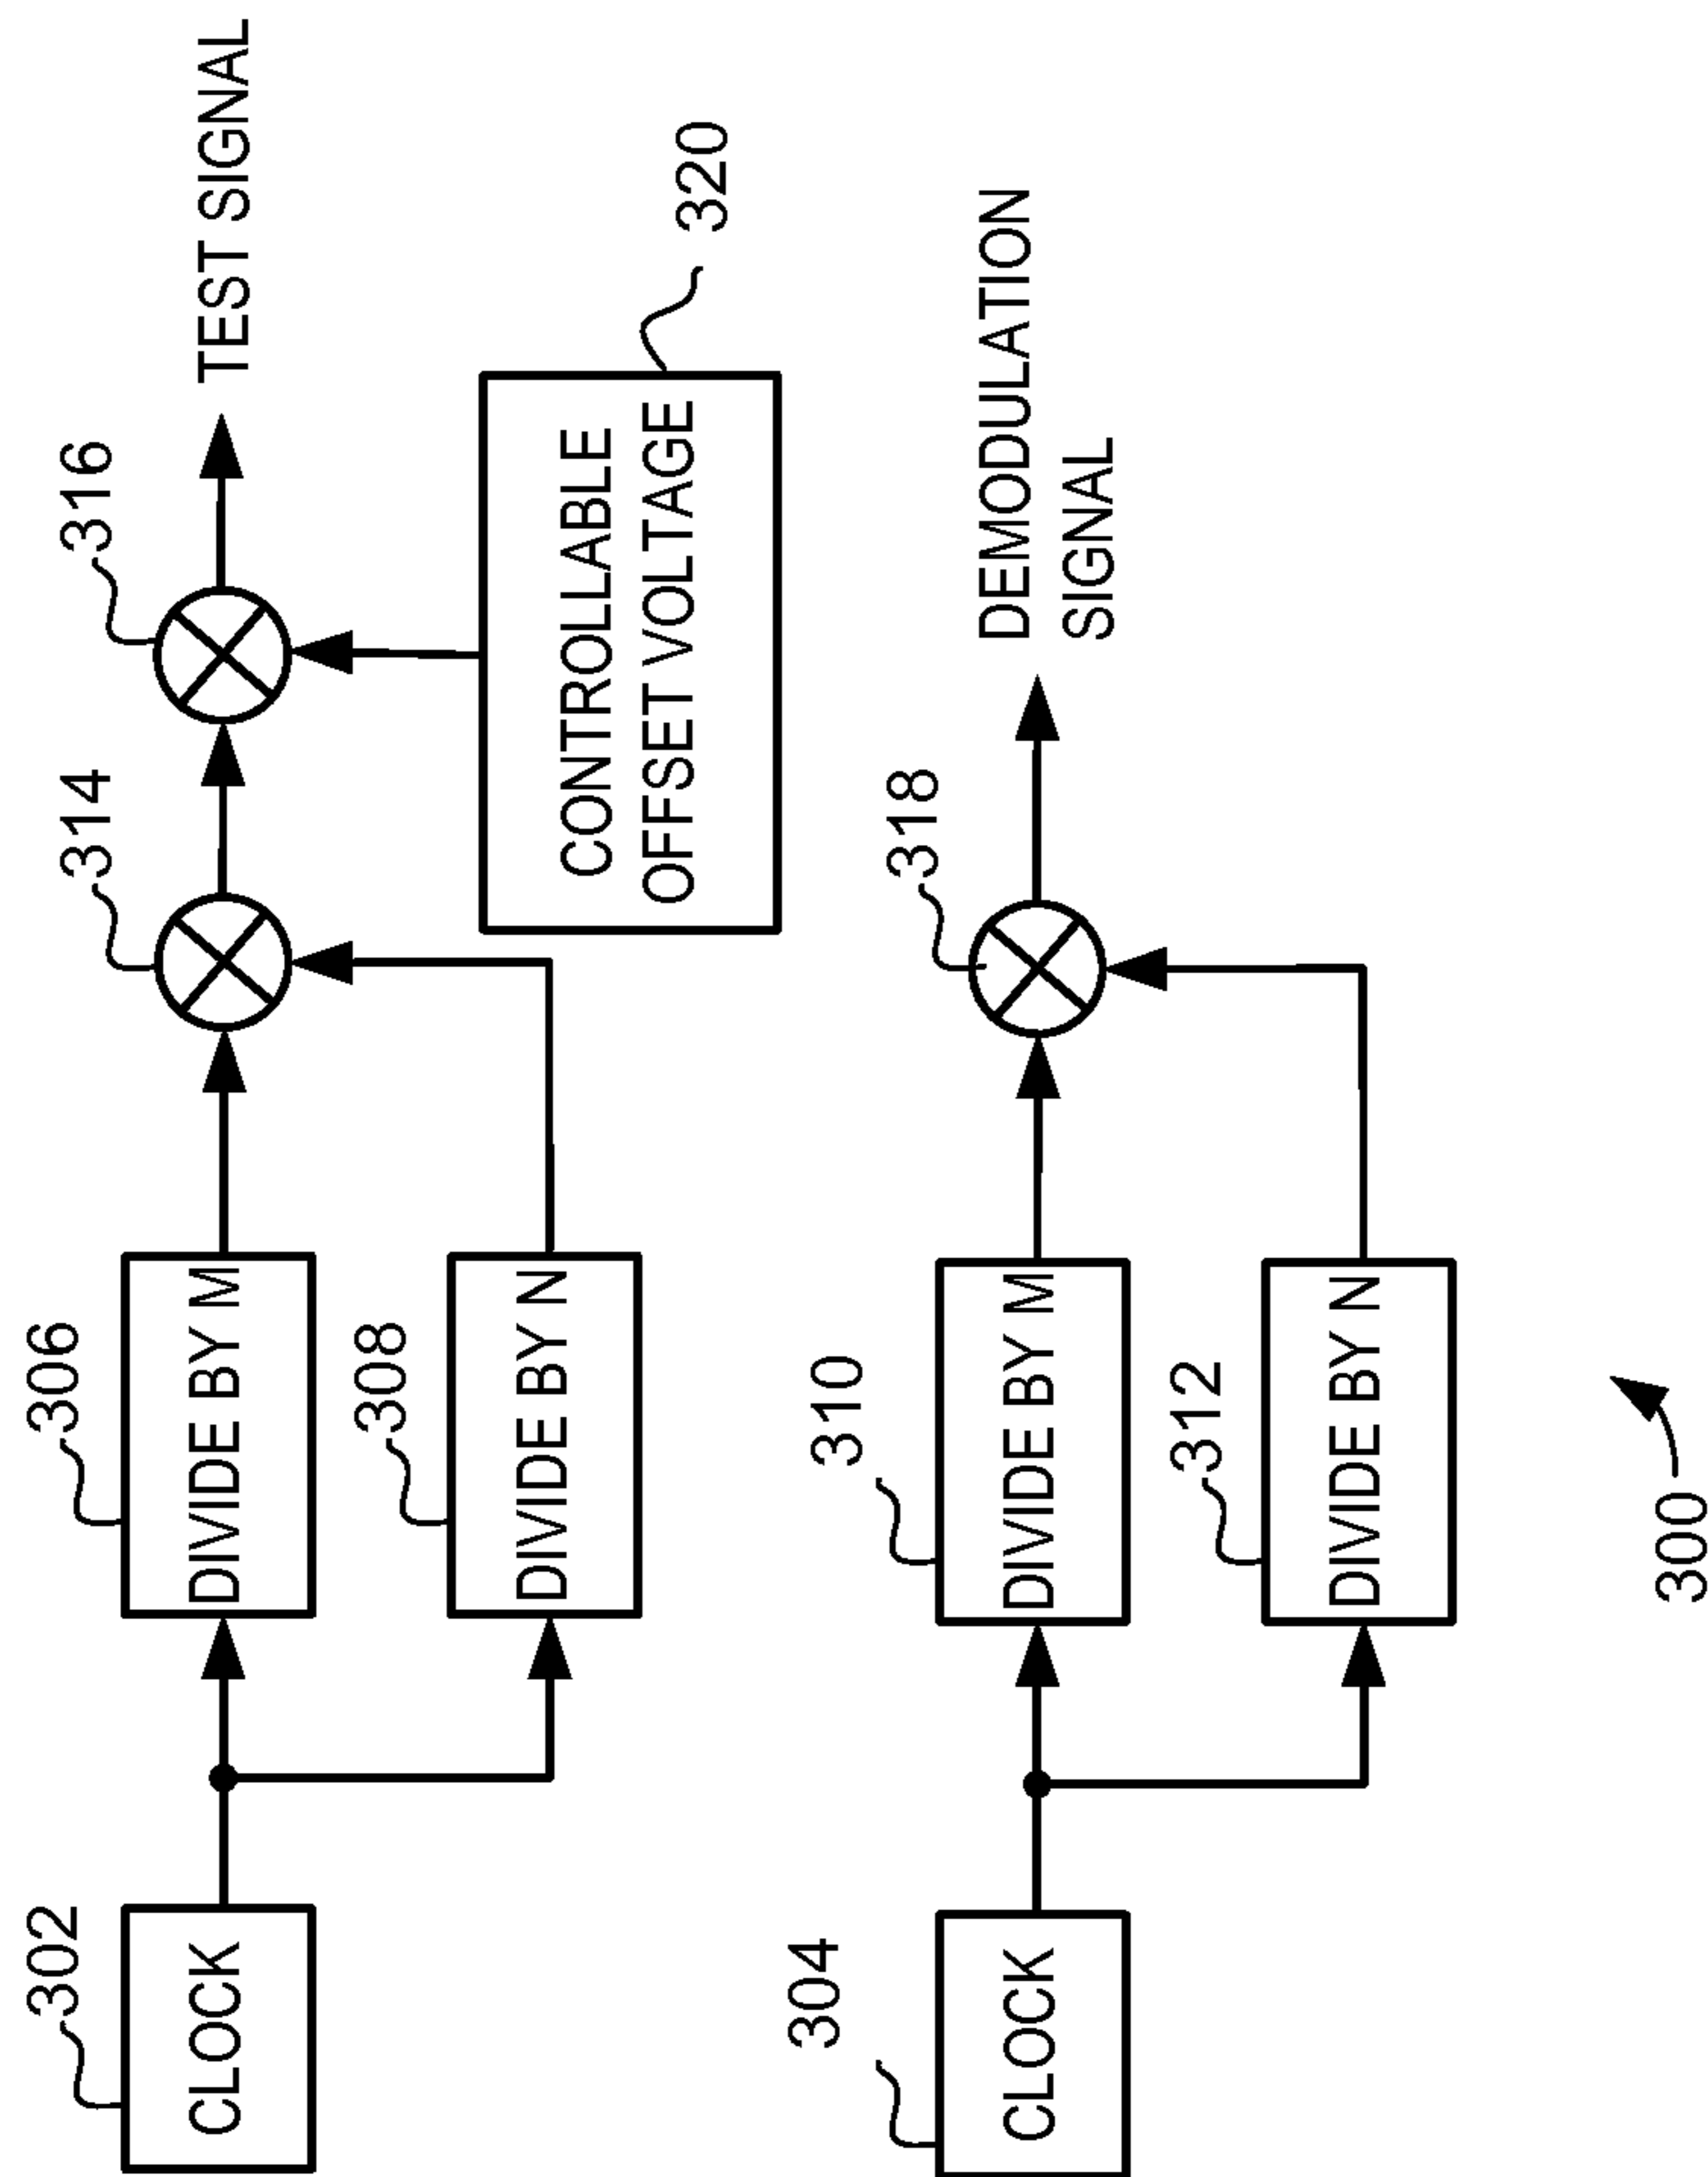 302
CLOCK
306
DIVIDE BY M
308
DIVIDE BY N
314
316
TEST SIGNAL
CONTROLLABLE
OFFSET VOLTAGE
320
304
CLOCK
310
DIVIDE BY M
312
DIVIDE BY N
318
DEMODULATION
SIGNAL
300